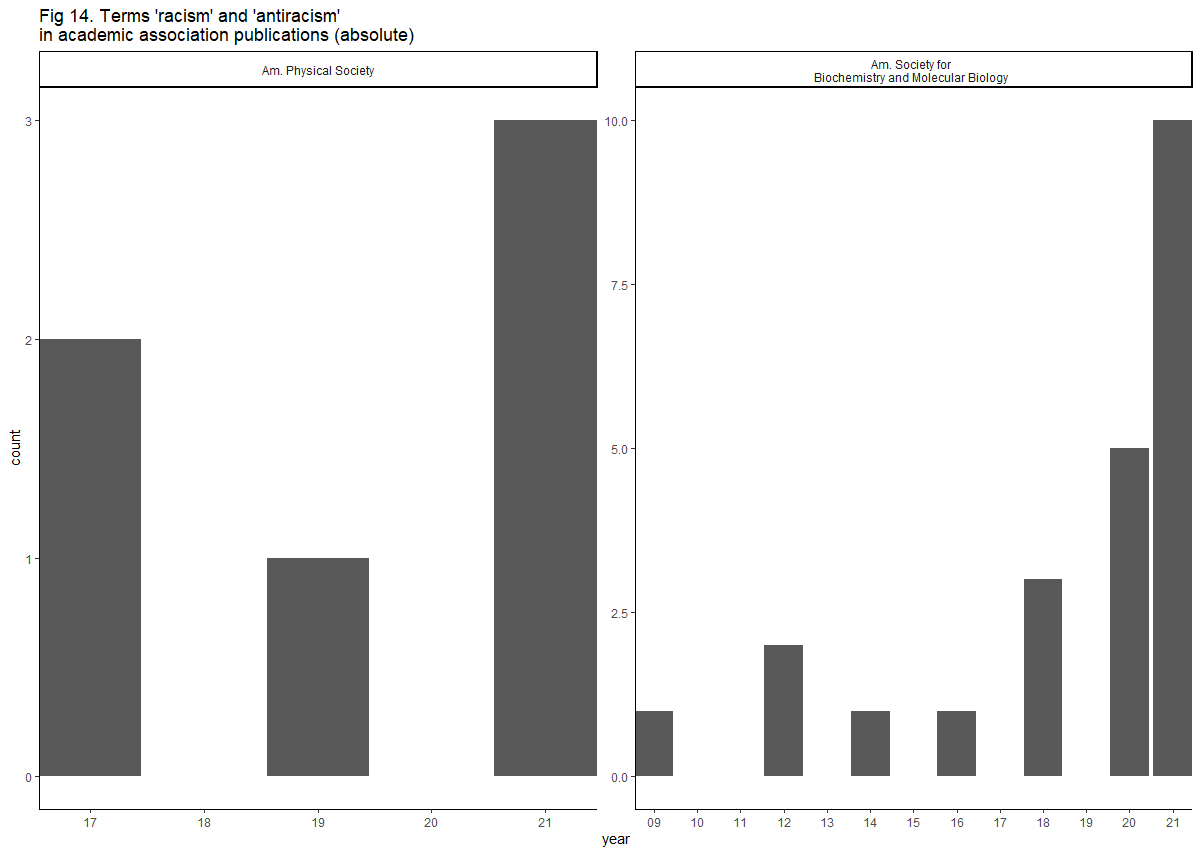 Fig 14. Terms 'racism' and 'antiracism'
in academic association publications (absolute)
Am. Physical Society
Am. Society for
Biochemistry and Molecular Biology
3
2
1
0
10.0
7.5
5.0
2.5
0.0
count
17 18 19 20 21
09 10 11 12 13 14 15 16 17 18 19 20 21
year